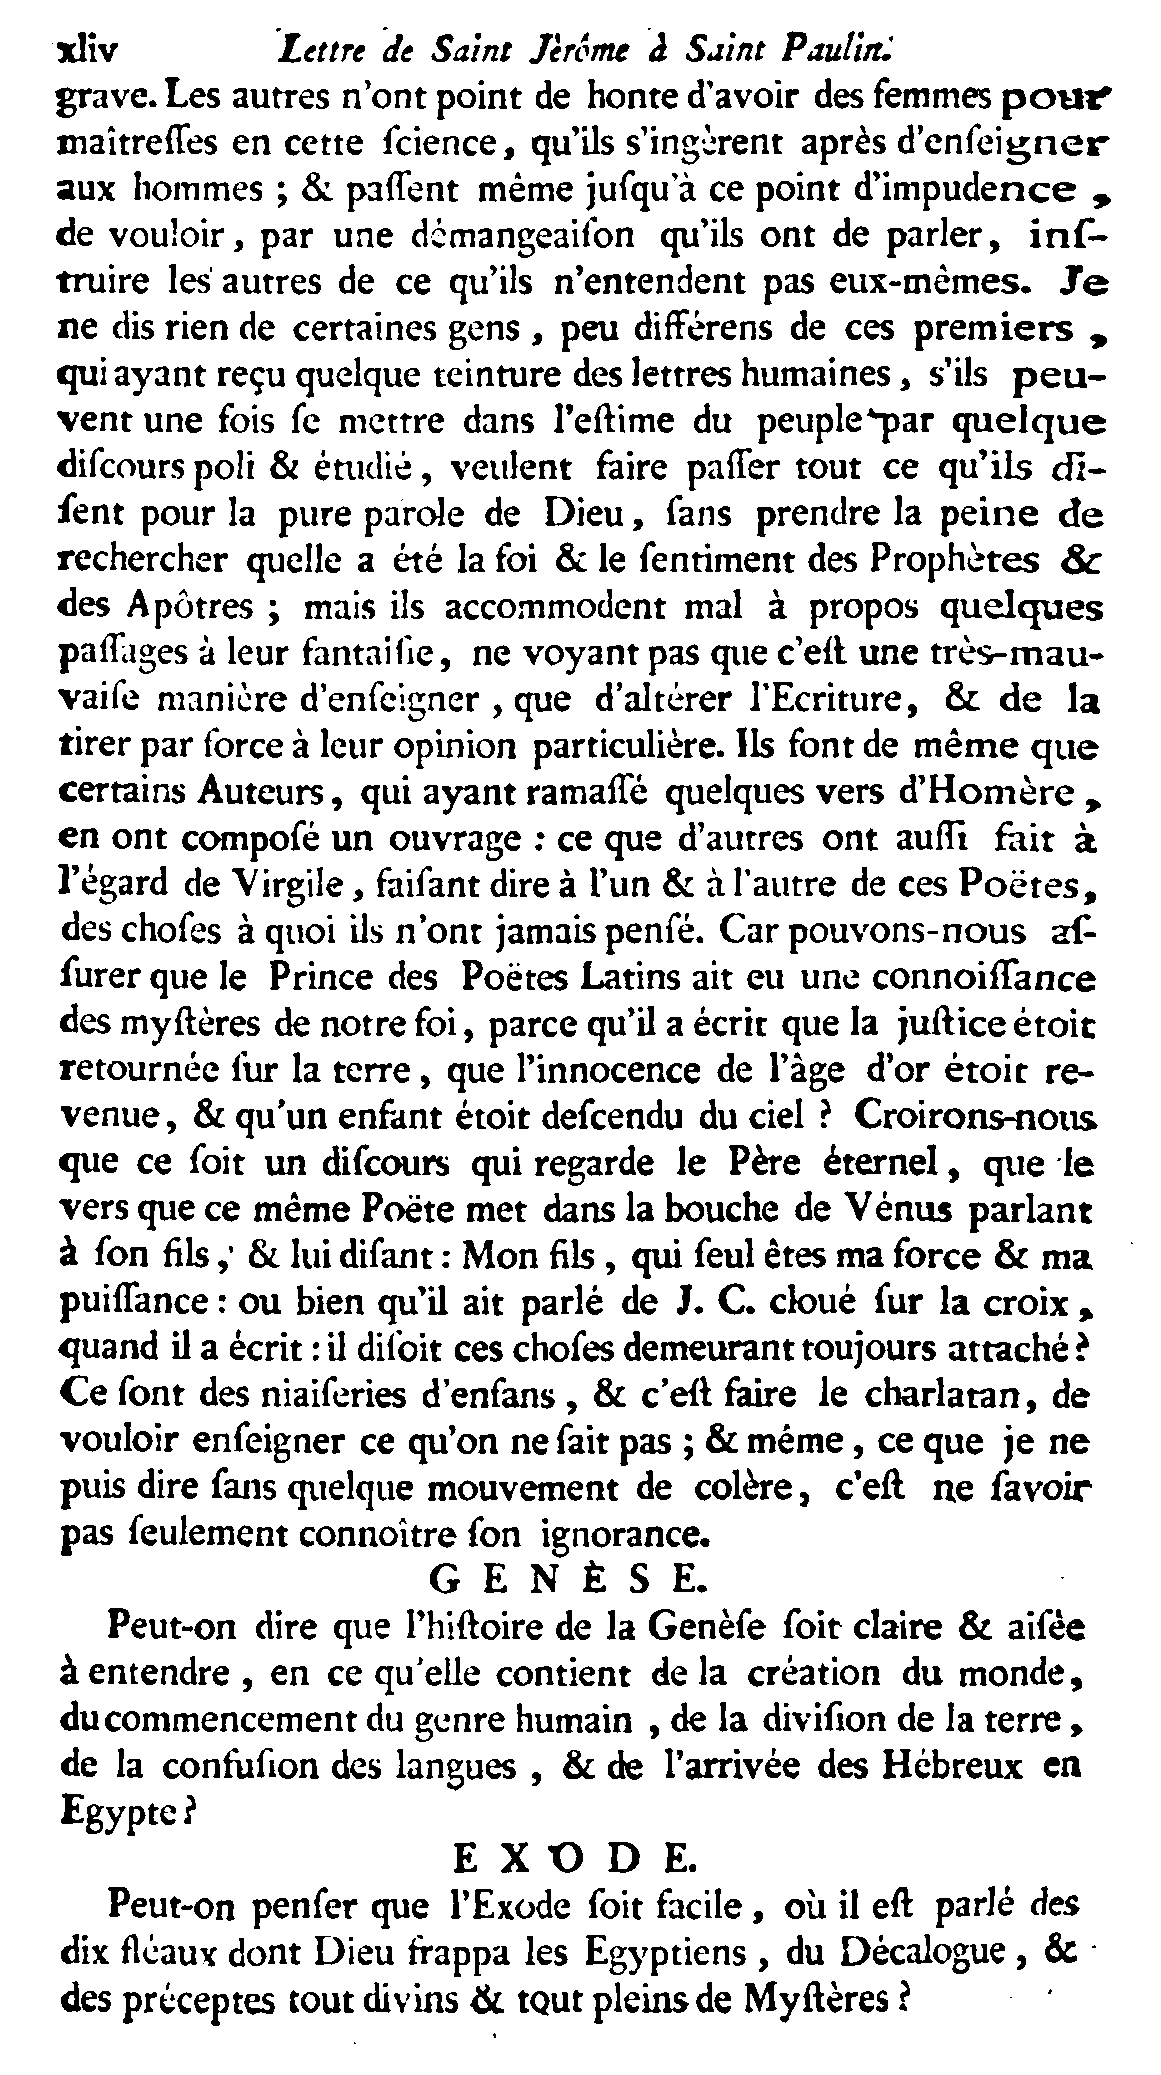 xliv Lettre de Saint Jérôme à Saint Paulin.
grave. Les autres n'ont point de honte d'avoir des femmes pour
maîtreſſes en cette ſcience, qu'ils s'ingèrent après d'enſeigner
aux hommes ; & paſſent même juſqu'à ce point d'impudence ,
de vouloir, par une démangeaiſon qu'ils ont de parler, inſ-
truire les autres de ce qu'ils n'entendent pas eux-mêmes. Je
ne dis rien de certaines gens , peu différens de ces premiers ,
qui ayant reçu quelque teinture des lettres humaines, s'ils peu-
vent une fois ſe mettre dans l'eſtime du peuple par quelque
diſcours poli & étudié, veulent faire paſſer tout ce qu'ils di-
ſent pour la pure parole de Dieu, ſans prendre la peine de
rechercher quelle a été la foi & le ſentiment des Prophètes &
des Apôtres ; mais ils accommodent mal à propos quelques
paſſages à leur fantaiſie, ne voyant pas que c'eſt une très-mau-
vaiſe manière d'enſeigner , que d'altérer l'Ecriture, & de la
tirer par force à leur opinion particulière. Ils font de même que
certains Auteurs, qui ayant ramaſſé quelques vers d'Homère ,
en ont compoſé un ouvrage : ce que d'autres ont auſſi fait à
l'égard de Virgile, faiſant dire à l'un & à l'autre de ces Poëtes,
des choſes à quoi ils n'ont jamais penſé. Car pouvons-nous aſ-
ſurer que le Prince des Poëtes Latins ait eu une connoiſſance
des myſtères de notre foi, parce qu'il a écrit que la juſtice étoit
retournée ſur la terre, que l'innocence de l'âge d'or étoit re-
venue, & qu'un enfant étoit deſcendu du ciel ? Croirons-nous
que ce ſoit un diſcours qui regarde le Père éternel, que le
vers que ce même Poëte met dans la bouche de Vénus parlant
à ſon fils, & lui diſant : Mon fils , qui ſeul êtes ma force & ma
puiſſance : ou bien qu'il ait parlé de J. C. cloué ſur la croix ,
quand il a écrit : il diſoit ces choſes demeurant toujours attaché ?
Ce ſont des niaiſeries d'enfans , & c'eſt faire le charlatan, de
vouloir enſeigner ce qu'on ne ſait pas ; & même , ce que je ne
puis dire ſans quelque mouvement de colère, c'eſt ne ſavoir
pas ſeulement connoître ſon ignorance.
GENÈSE.
Peut-on dire que l'hiſtoire de la Genèſe ſoit claire & aiſée
à entendre , en ce qu'elle contient de la création du monde,
du commencement du genre humain , de la diviſion de la terre ,
de la confuſion des langues , & de l'arrivée des Hébreux en
Egypte ?
EXODE.
Peut-on penſer que l'Exode ſoit facile , où il eſt parlé des
dix fléaux dont Dieu frappa les Egyptiens , du Décalogue , &
des préceptes tout divins & tout pleins de Myſtères ?